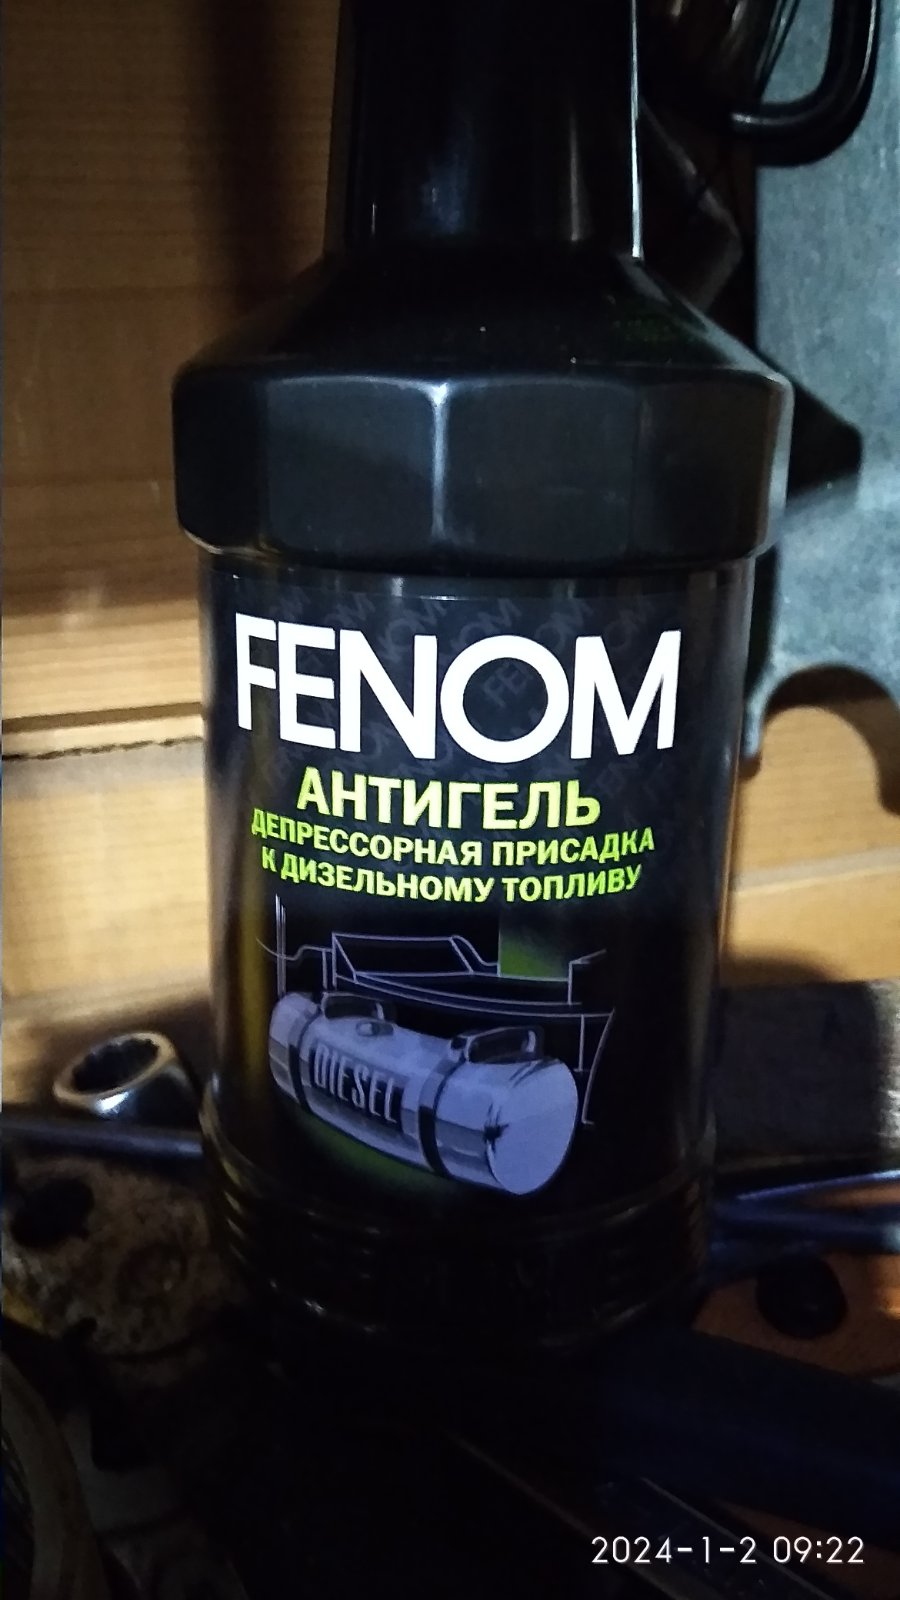 FENOM
АНТИГЕЛЬ
ДЕПРЕССОРНАЯ ПРИСАДКА
К ДИЗЕЛЬНОМУ ТОПЛИВУ
DIESEL
2024-1-2 09:22